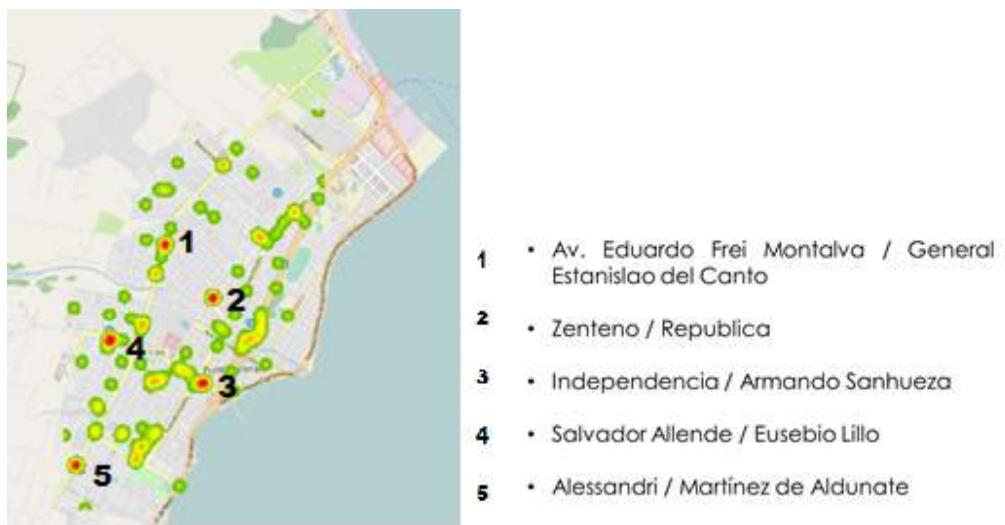 1
2
3
4
5
1 • Av. Eduardo Frei Montalva / General
Estanislao del Canto
2 • Zenteno / Republica
3 • Independencia / Armando Sanhueza
4 • Salvador Allende / Eusebio Lillo
5 • Alessandri / Martínez de Aldunate